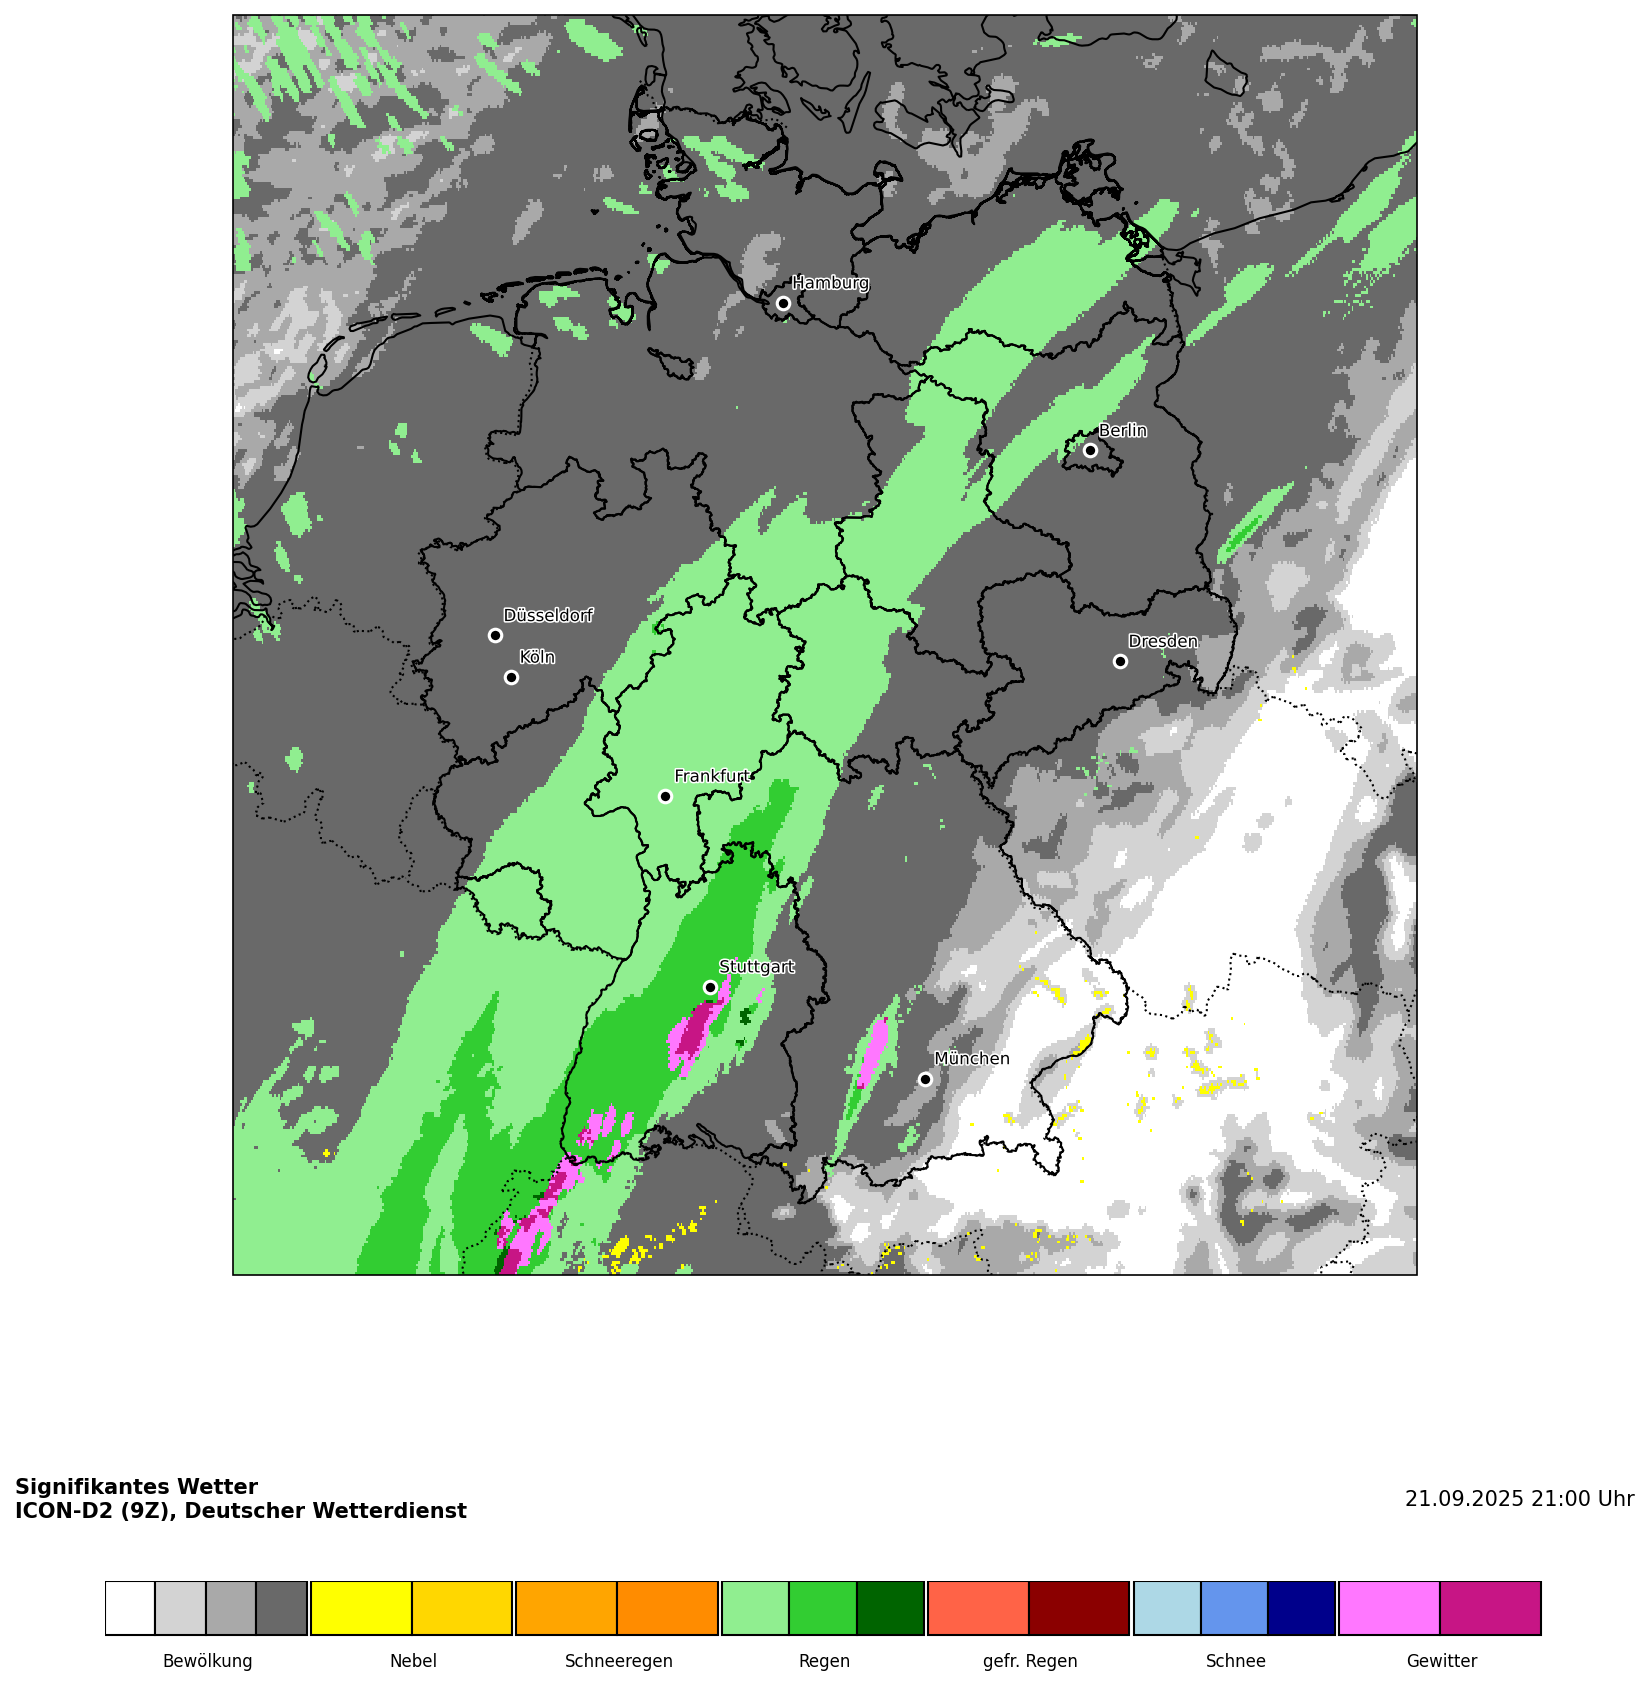 Hamburg
Berlin
Düsseldorf
Köln
Dresden
Frankfurt
Stuttgart
München
Signifikantes Wetter
ICON-D2 (9Z), Deutscher Wetterdienst
21.09.2025 21:00 Uhr
Bewölkung
Nebel
Schneeregen
Regen
gefr. Regen
Schnee
Gewitter